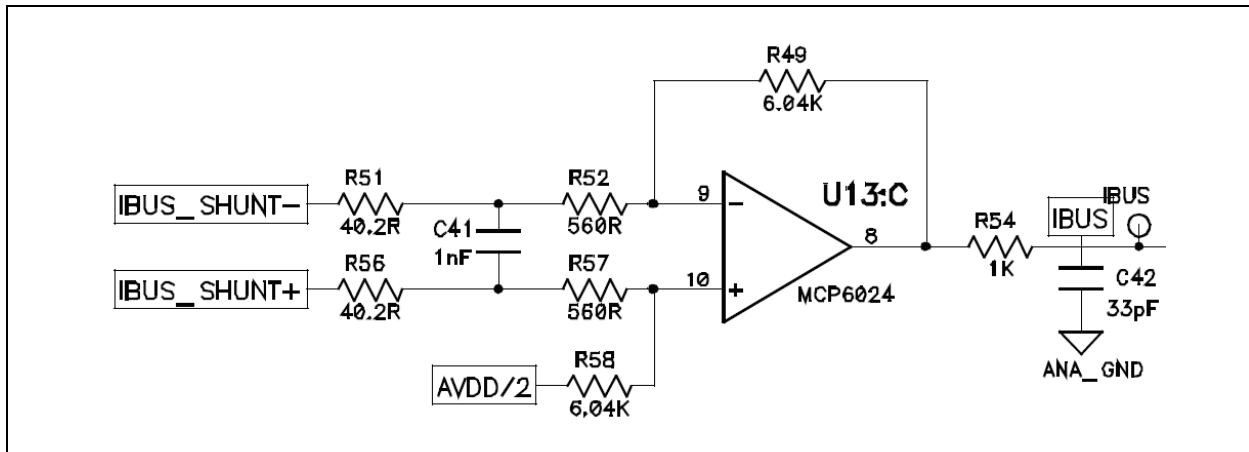 R49
6.04K
IBUS_SHUNT-
R51
40.2R
R52
560R
C41
1nF
9
U13:C
8
R54
1K
IBUS
IBUS
IBUS_SHUNT+
R56
40.2R
R57
560R
10
MCP6024
C42
33pF
ANA_GND
AVDD/2
R58
6.04K